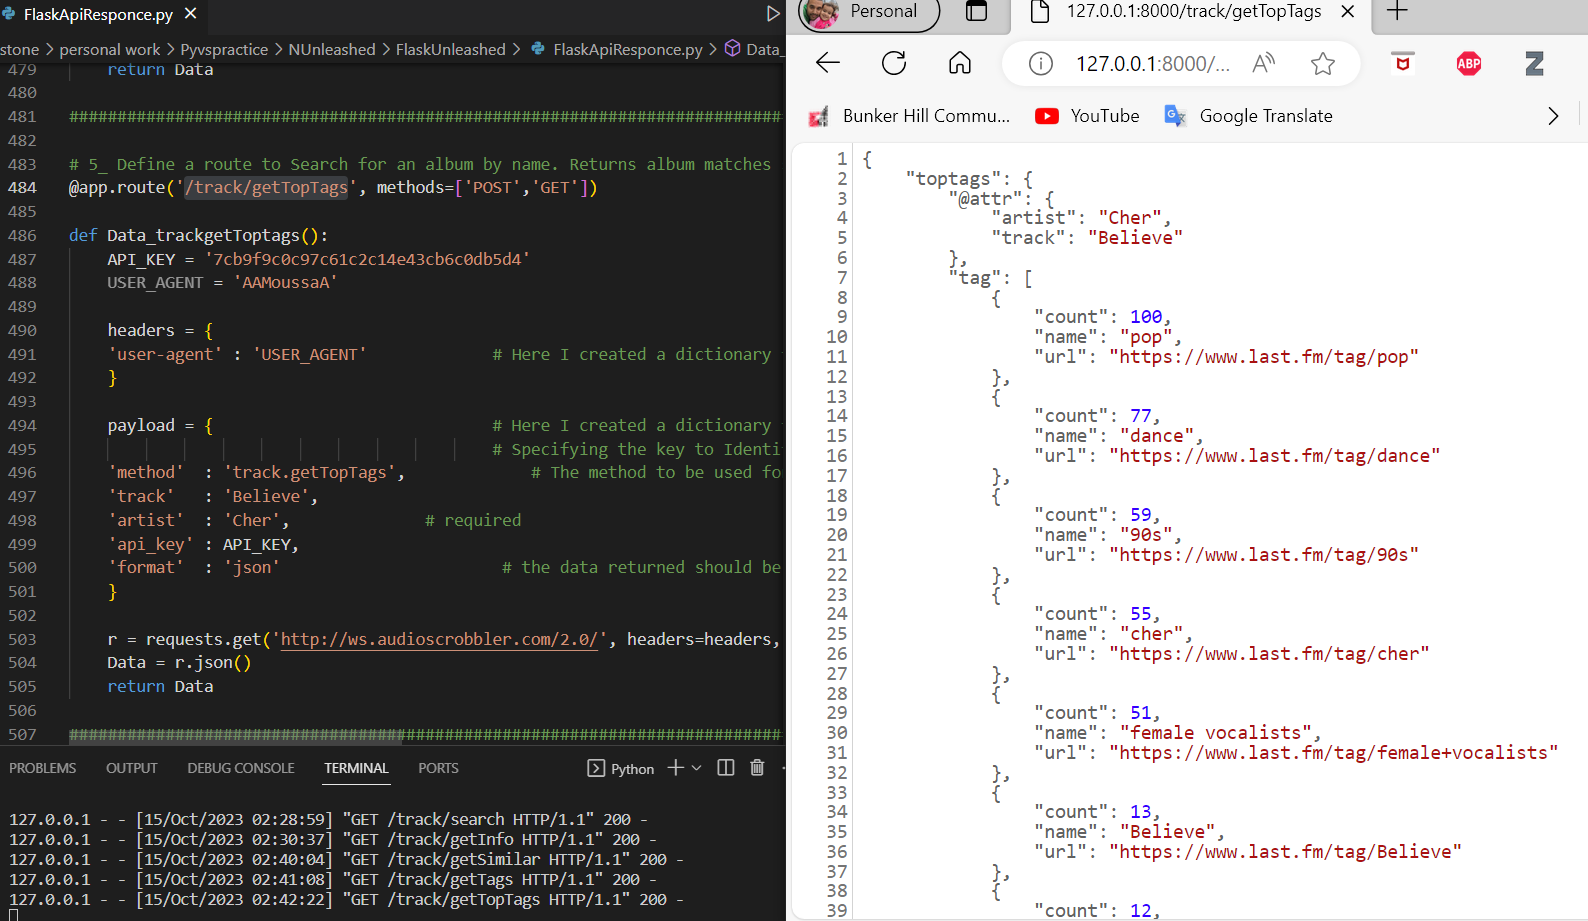 FlaskApiResponce.py
stone > personal work > Pyvspractice > NUnleashed > FlaskUnleashed > FlaskApiResponce.py > Data_
479 return Data
480
481 ##########################################################################
482
483 # 5_ Define a route to Search for an album by name. Returns album matches
484 @app.route('/track/getTopTags', methods=['POST','GET'])
485
486 def Data_trackgetToptags():
487 API_KEY = '7cb9f9c0c97c61c2c14e43cb6c0db5d4'
488 USER_AGENT = 'AAMoussaA'
489
490 headers = {
491 'user-agent' : 'USER_AGENT' # Here I created a dictionary
492 }
493
494 payload = { # Here I created a dictionary
495 # Specifying the key to Identi
496 'method' : 'track.getTopTags', # The method to be used fo
497 'track' : 'Believe',
498 'artist' : 'Cher', # required
499 'api_key' : API_KEY,
500 'format' : 'json' # the data returned should be
501 }
502
503 r = requests.get('http://ws.audioscrobbler.com/2.0/', headers=headers,
504 Data = r.json()
505 return Data
506
507 ##########################################################################
PROBLEMS OUTPUT DEBUG CONSOLE TERMINAL PORTS Python
127.0.0.1 - - [15/Oct/2023 02:28:59] "GET /track/search HTTP/1.1" 200 -
127.0.0.1 - - [15/Oct/2023 02:30:37] "GET /track/getInfo HTTP/1.1" 200 -
127.0.0.1 - - [15/Oct/2023 02:40:04] "GET /track/getSimilar HTTP/1.1" 200 -
127.0.0.1 - - [15/Oct/2023 02:41:08] "GET /track/getTags HTTP/1.1" 200 -
127.0.0.1 - - [15/Oct/2023 02:42:22] "GET /track/getTopTags HTTP/1.1" 200 -
Personal 127.0.0.1:8000/track/getTopTags
127.0.0.1:8000/... A ABP Z
Bunker Hill Commu... YouTube Google Translate
1 {
2 "toptags": {
3 "@attr": {
4 "artist": "Cher",
5 "track": "Believe"
6 },
7 "tag": [
8 {
9 "count": 100,
10 "name": "pop",
11 "url": "https://www.last.fm/tag/pop"
12 },
13 {
14 "count": 77,
15 "name": "dance",
16 "url": "https://www.last.fm/tag/dance"
17 },
18 {
19 "count": 59,
20 "name": "90s",
21 "url": "https://www.last.fm/tag/90s"
22 },
23 {
24 "count": 55,
25 "name": "cher",
26 "url": "https://www.last.fm/tag/cher"
27 },
28 {
29 "count": 51,
30 "name": "female vocalists",
31 "url": "https://www.last.fm/tag/female+vocalists"
32 },
33 {
34 "count": 13,
35 "name": "Believe",
36 "url": "https://www.last.fm/tag/Believe"
37 },
38 {
39 "count": 12,